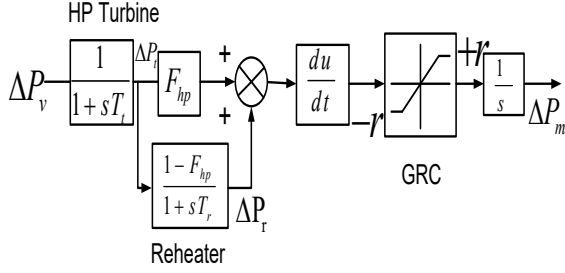 HP Turbine
ΔP_v
1
1 + sT_t
ΔP_t
F_hp
+
+
du
dt
-r
+r
1
s
ΔP_m
GRC
1 - F_hp
1 + sT_r
ΔP_r
Reheater